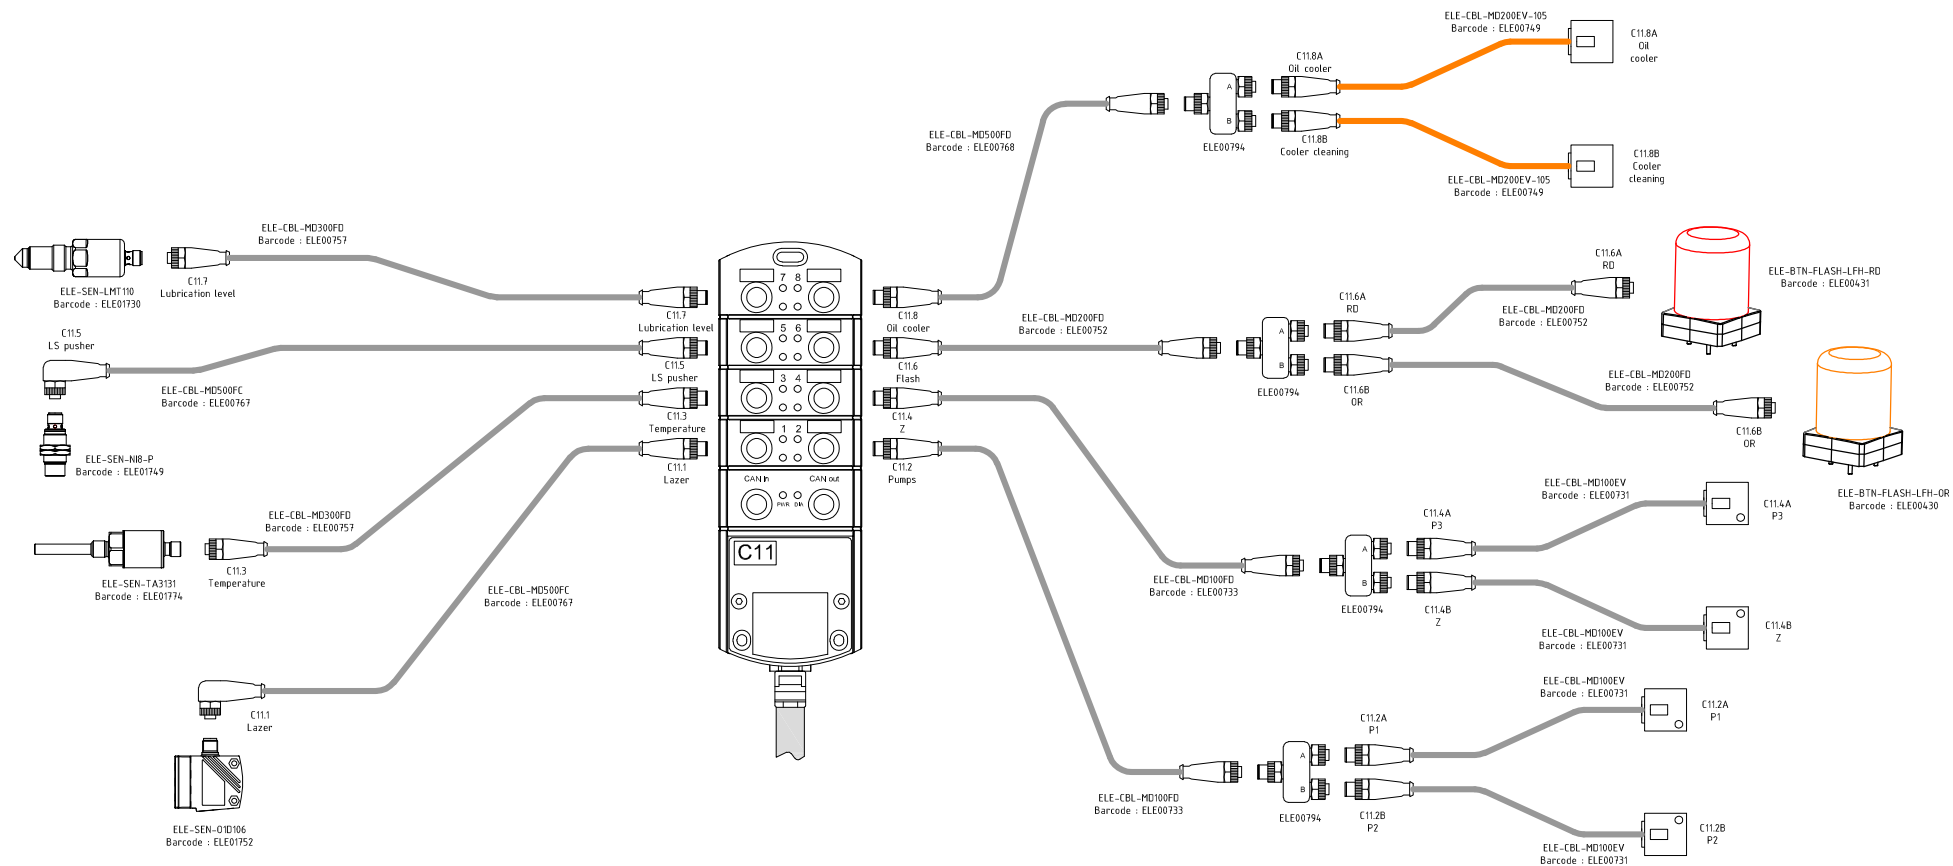 ELE-CBL-MD200EV-105
Barcode : ELE00749
C11.8A
Oil
cooler
C11.8A
Oil cooler
A
B
ELE00794
C11.8B
Cooler cleaning
ELE-CBL-MD500FD
Barcode : ELE00768
C11.8B
Cooler
cleaning
ELE-CBL-MD200EV-105
Barcode : ELE00749
ELE-CBL-MD300FD
Barcode : ELE00757
C11.7
Lubrication level
ELE-SEN-LMT110
Barcode : ELE01730
C11.7
Lubrication level
7 8
C11.8
Oil cooler
ELE-CBL-MD200FD
Barcode : ELE00752
C11.6A
RD
C11.6A
RD
ELE-CBL-MD200FD
Barcode : ELE00752
ELE-BTN-FLASH-LFH-RD
Barcode : ELE00431
C11.5
LS pusher
5 6
C11.5
LS pusher
C11.6
Flash
A
B
ELE00794
C11.6B
OR
ELE-CBL-MD200FD
Barcode : ELE00752
C11.6B
OR
ELE-BTN-FLASH-LFH-OR
Barcode : ELE00430
ELE-CBL-MD500FC
Barcode : ELE00767
ELE-SEN-NI8-P
Barcode : ELE01749
3 4
C11.3
Temperature
C11.4
Z
1 2
C11.1
Lazer
C11.2
Pumps
CAN in
CAN out
PWR DIA
C11
ELE-CBL-MD300FD
Barcode : ELE00757
C11.3
Temperature
ELE-SEN-TA3131
Barcode : ELE01774
ELE-CBL-MD500FC
Barcode : ELE00767
C11.1
Lazer
ELE-SEN-O1D106
Barcode : ELE01752
ELE-CBL-MD100EV
Barcode : ELE00731
C11.4A
P3
C11.4A
P3
ELE-CBL-MD100FD
Barcode : ELE00733
A
B
ELE00794
C11.4B
Z
ELE-CBL-MD100EV
Barcode : ELE00731
C11.4B
Z
ELE-CBL-MD100EV
Barcode : ELE00731
C11.2A
P1
C11.2A
P1
ELE-CBL-MD100FD
Barcode : ELE00733
A
B
ELE00794
C11.2B
P2
C11.2B
P2
ELE-CBL-MD100EV
Barcode : ELE00731